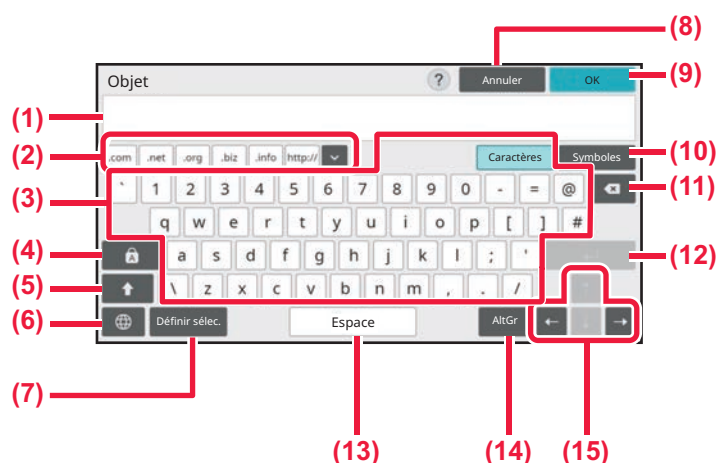 (8)
Objet ? Annuler OK (9)
(1)
(2) .com .net .org .biz .info http:// Caractères Symboles (10)
(3) ` 1 2 3 4 5 6 7 8 9 0 - = @ (11)
q w e r t y u i o p [ ] #
(4) A a s d f g h j k l ; ' (12)
(5) \ z x c v b n m , . /
(6) Définir sélec. Espace AltGr ← ↓ →
(7)
(13) (14) (15)